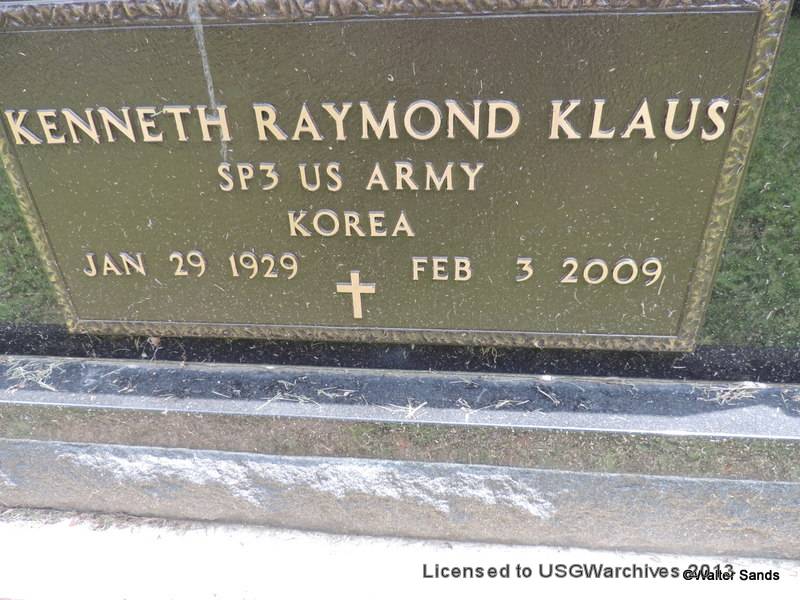 KENNETH RAYMOND KLAUS
SP3 US ARMY
KOREA
JAN 29 1929 FEB 3 2009
Licensed to USGWarchives 2013
©Walter Sands